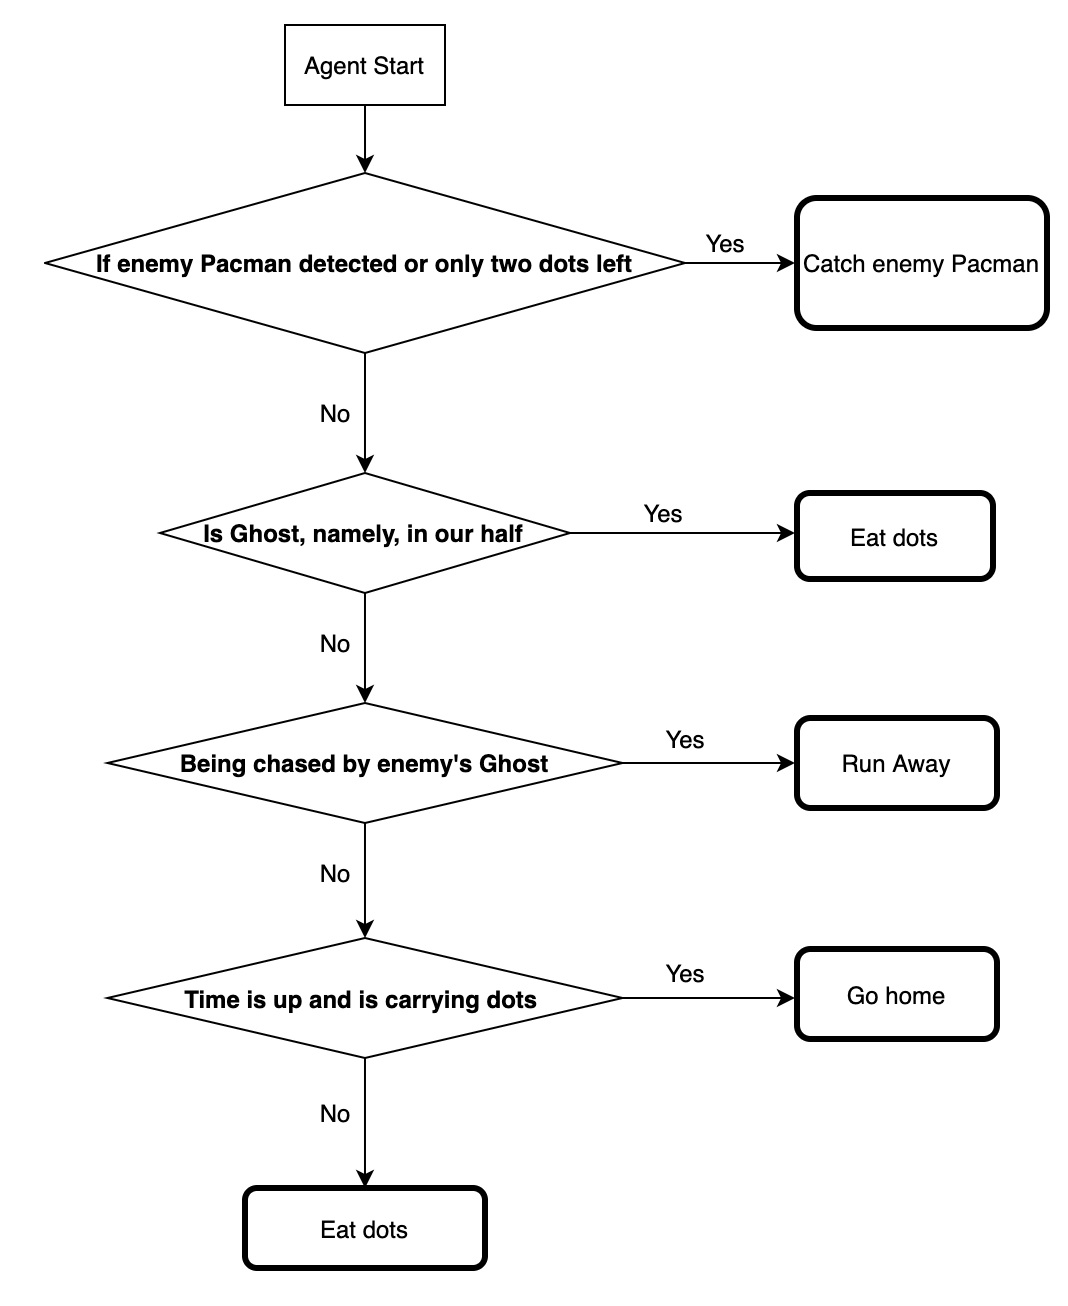 Agent Start
If enemy Pacman detected or only two dots left
Yes
Catch enemy Pacman
No
Is Ghost, namely, in our half
Yes
Eat dots
No
Being chased by enemy's Ghost
Yes
Run Away
No
Time is up and is carrying dots
Yes
Go home
No
Eat dots